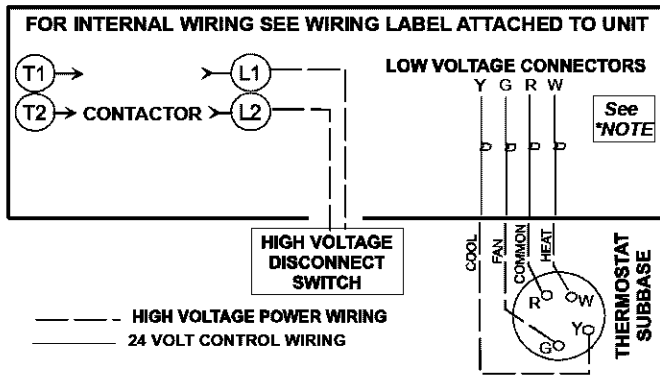 FOR INTERNAL WIRING SEE WIRING LABEL ATTACHED TO UNIT
T1
L1
T2
CONTACTOR
L2
LOW VOLTAGE CONNECTORS
Y G R W
See
*NOTE
HIGH VOLTAGE
DISCONNECT
SWITCH
COOL
FAN
COMMON
HEAT
R
W
Y
G
THERMOSTAT
SUBBASE
HIGH VOLTAGE POWER WIRING
24 VOLT CONTROL WIRING